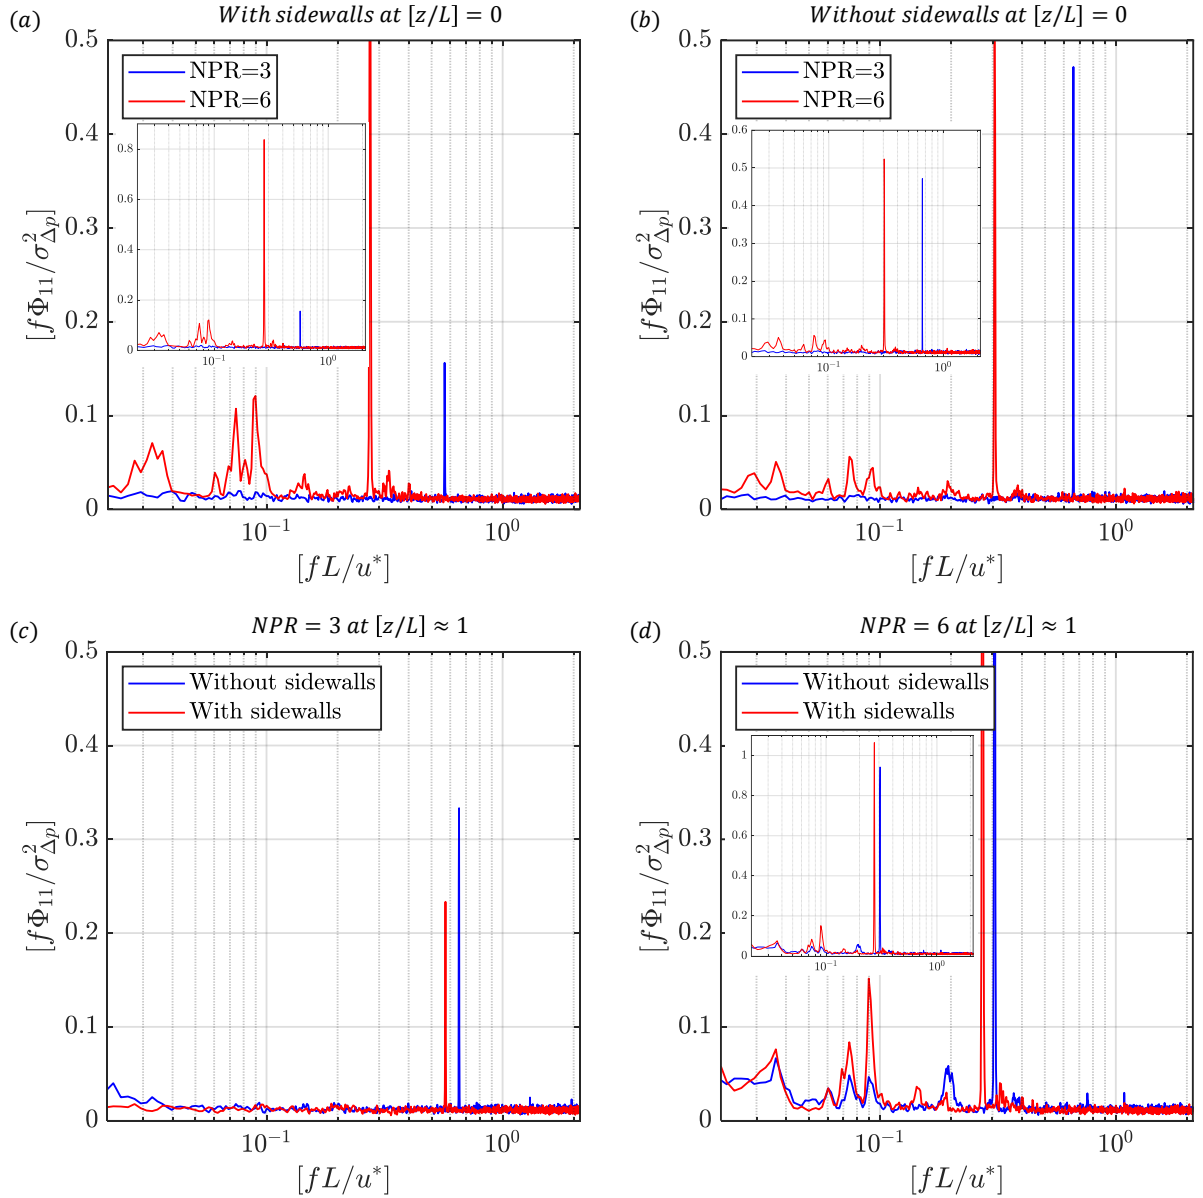 (a)
With sidewalls at [z/L] = 0
0.5
0.4
0.3
0.2
0.1
0
[fΦ₁₁/σ²_Δp]
NPR=3
NPR=6
0.8
0.6
0.4
0.2
0
10⁻¹
10⁰
10⁻¹
10⁰
[fL/u*]
(b)
Without sidewalls at [z/L] = 0
0.5
0.4
0.3
0.2
0.1
0
[fΦ₁₁/σ²_Δp]
NPR=3
NPR=6
0.6
0.5
0.4
0.3
0.2
0.1
0
10⁻¹
10⁰
10⁻¹
10⁰
[fL/u*]
(c)
NPR = 3 at [z/L] ≈ 1
0.5
0.4
0.3
0.2
0.1
0
[fΦ₁₁/σ²_Δp]
Without sidewalls
With sidewalls
10⁻¹
10⁰
[fL/u*]
(d)
NPR = 6 at [z/L] ≈ 1
0.5
0.4
0.3
0.2
0.1
0
[fΦ₁₁/σ²_Δp]
Without sidewalls
With sidewalls
1
0.8
0.6
0.4
0.2
0
10⁻¹
10⁰
10⁻¹
10⁰
[fL/u*]